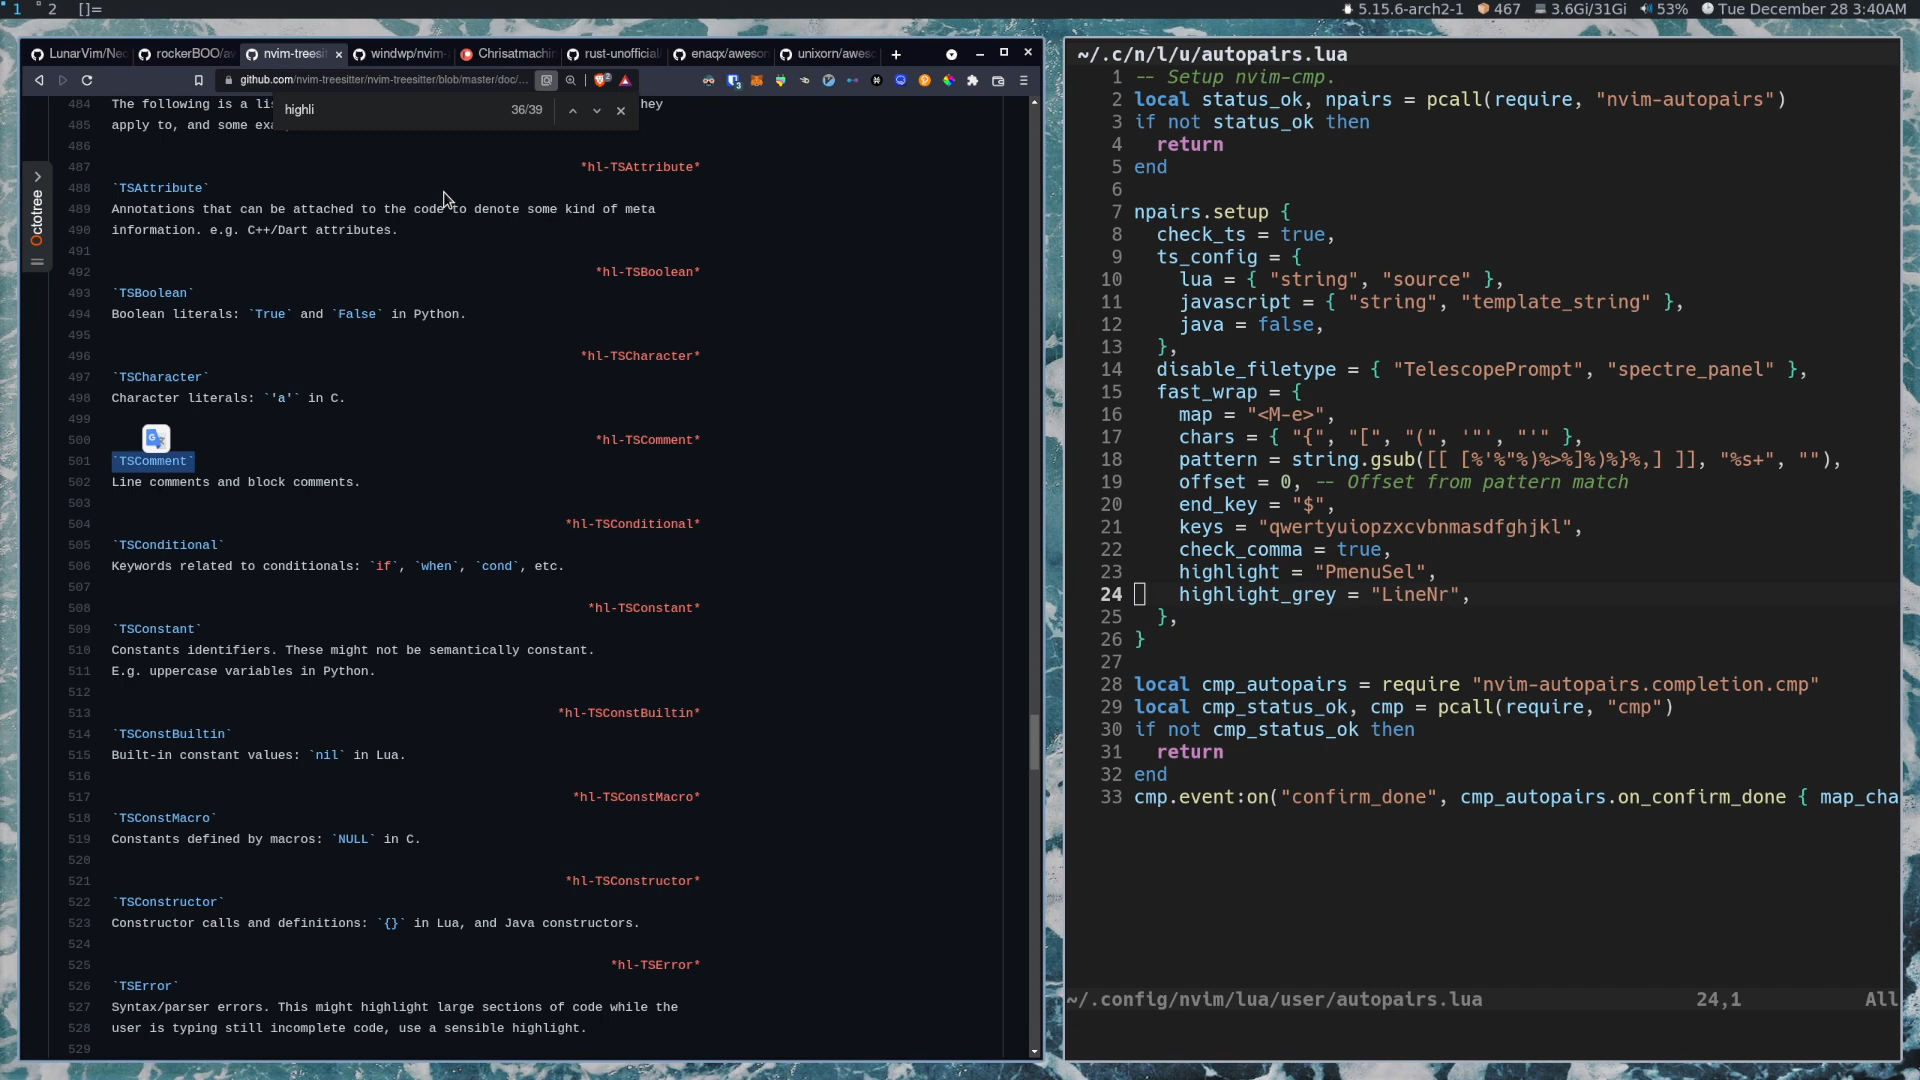 1 2 []= 5.15.6-arch2-1 467 3.6Gi/31Gi 53% Tue December 28 3:40AM
LunarVim/Neo rockerBOO/aw nvim-treesit windwp/nvim- Chrisatmachin rust-unofficial enaqx/awesom unixorn/awesc
github.com/nvim-treesitter/nvim-treesitter/blob/master/doc/... 2 3
highli 36/39
Octotree
484 The following is a lis hey
485 apply to, and some exa
486
487 *hl-TSAttribute*
488 `TSAttribute`
489 Annotations that can be attached to the code to denote some kind of meta
490 information. e.g. C++/Dart attributes.
491
492 *hl-TSBoolean*
493 `TSBoolean`
494 Boolean literals: `True` and `False` in Python.
495
496 *hl-TSCharacter*
497 `TSCharacter`
498 Character literals: `'a'` in C.
499
500 *hl-TSComment*
501 `TSComment`
502 Line comments and block comments.
503
504 *hl-TSConditional*
505 `TSConditional`
506 Keywords related to conditionals: `if`, `when`, `cond`, etc.
507
508 *hl-TSConstant*
509 `TSConstant`
510 Constants identifiers. These might not be semantically constant.
511 E.g. uppercase variables in Python.
512
513 *hl-TSConstBuiltin*
514 `TSConstBuiltin`
515 Built-in constant values: `nil` in Lua.
516
517 *hl-TSConstMacro*
518 `TSConstMacro`
519 Constants defined by macros: `NULL` in C.
520
521 *hl-TSConstructor*
522 `TSConstructor`
523 Constructor calls and definitions: `{}` in Lua, and Java constructors.
524
525 *hl-TSError*
526 `TSError`
527 Syntax/parser errors. This might highlight large sections of code while the
528 user is typing still incomplete code, use a sensible highlight.
529
~/.c/n/l/u/autopairs.lua
1 -- Setup nvim-cmp.
2 local status_ok, npairs = pcall(require, "nvim-autopairs")
3 if not status_ok then
4 return
5 end
6
7 npairs.setup {
8 check_ts = true,
9 ts_config = {
10 lua = { "string", "source" },
11 javascript = { "string", "template_string" },
12 java = false,
13 },
14 disable_filetype = { "TelescopePrompt", "spectre_panel" },
15 fast_wrap = {
16 map = "<M-e>",
17 chars = { "{", "[", "(", '"', "'" },
18 pattern = string.gsub([[ [%'%"%)%>%]%)%}%,] ]], "%s+", ""),
19 offset = 0, -- Offset from pattern match
20 end_key = "$",
21 keys = "qwertyuiopzxcvbnmasdfghjkl",
22 check_comma = true,
23 highlight = "PmenuSel",
24 highlight_grey = "LineNr",
25 },
26 }
27
28 local cmp_autopairs = require "nvim-autopairs.completion.cmp"
29 local cmp_status_ok, cmp = pcall(require, "cmp")
30 if not cmp_status_ok then
31 return
32 end
33 cmp.event:on("confirm_done", cmp_autopairs.on_confirm_done { map_cha
~/.config/nvim/lua/user/autopairs.lua 24,1 All